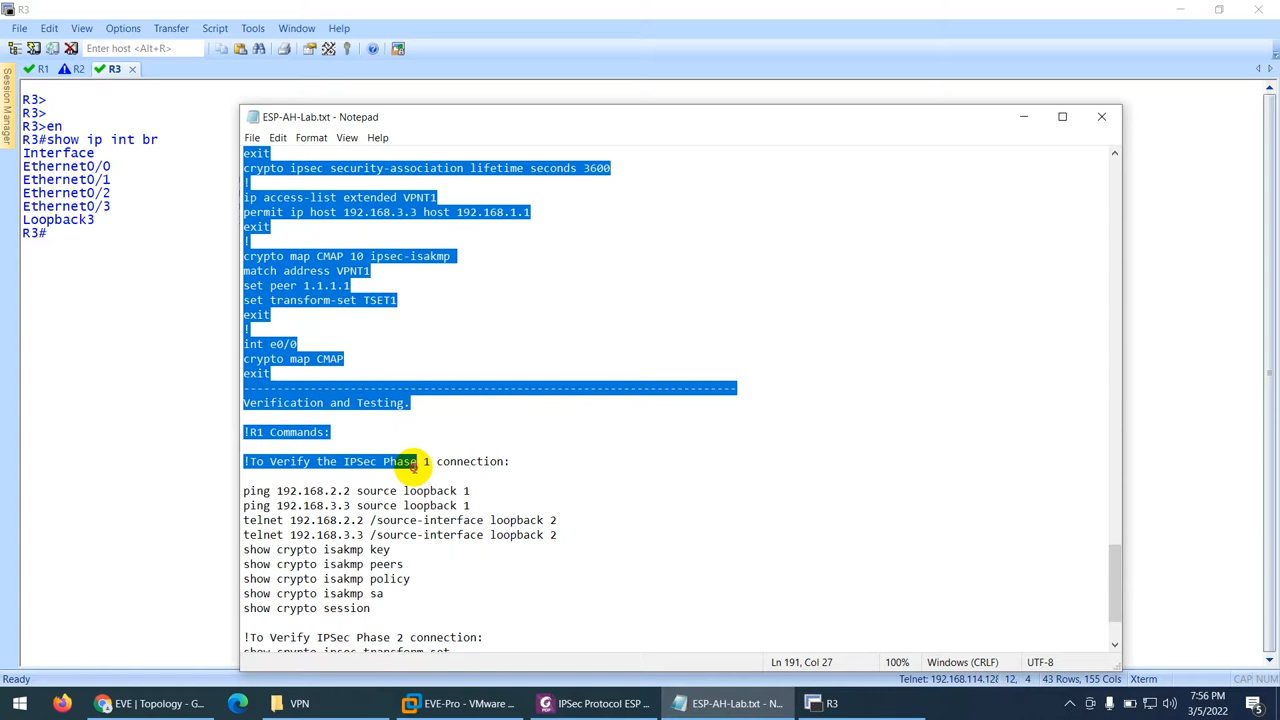 R3
File Edit View Options Transfer Script Tools Window Help
Enter host <Alt+R>
R1 R2 R3
Session Manager
R3>
R3>
R3>en
R3#show ip int br
Interface
Ethernet0/0
Ethernet0/1
Ethernet0/2
Ethernet0/3
Loopback3
R3#
ESP-AH-Lab.txt - Notepad
File Edit Format View Help
exit
crypto ipsec security-association lifetime seconds 3600
!
ip access-list extended VPNT1
permit ip host 192.168.3.3 host 192.168.1.1
exit
!
crypto map CMAP 10 ipsec-isakmp
match address VPNT1
set peer 1.1.1.1
set transform-set TSET1
exit
!
int e0/0
crypto map CMAP
exit
--------------------------------------------------------------------------
Verification and Testing.
!R1 Commands:
!To Verify the IPSec Phase 1 connection:
ping 192.168.2.2 source loopback 1
ping 192.168.3.3 source loopback 1
telnet 192.168.2.2 /source-interface loopback 2
telnet 192.168.3.3 /source-interface loopback 2
show crypto isakmp key
show crypto isakmp peers
show crypto isakmp policy
show crypto isakmp sa
show crypto session
!To Verify IPSec Phase 2 connection:
show crypto ipsec transform-set
Ln 191, Col 27 100% Windows (CRLF) UTF-8
Ready Telnet: 192.168.114.128 12, 4 43 Rows, 155 Cols Xterm CAP NUM
EVE | Topology - G... VPN EVE-Pro - VMware ... IPSec Protocol ESP ... ESP-AH-Lab.txt - N... R3 7:56 PM
3/5/2022 5